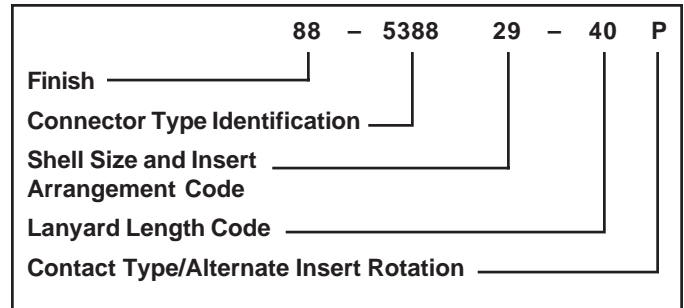 88 – 5388 29 – 40 P
Finish
Connector Type Identification
Shell Size and Insert
Arrangement Code
Lanyard Length Code
Contact Type/Alternate Insert Rotation